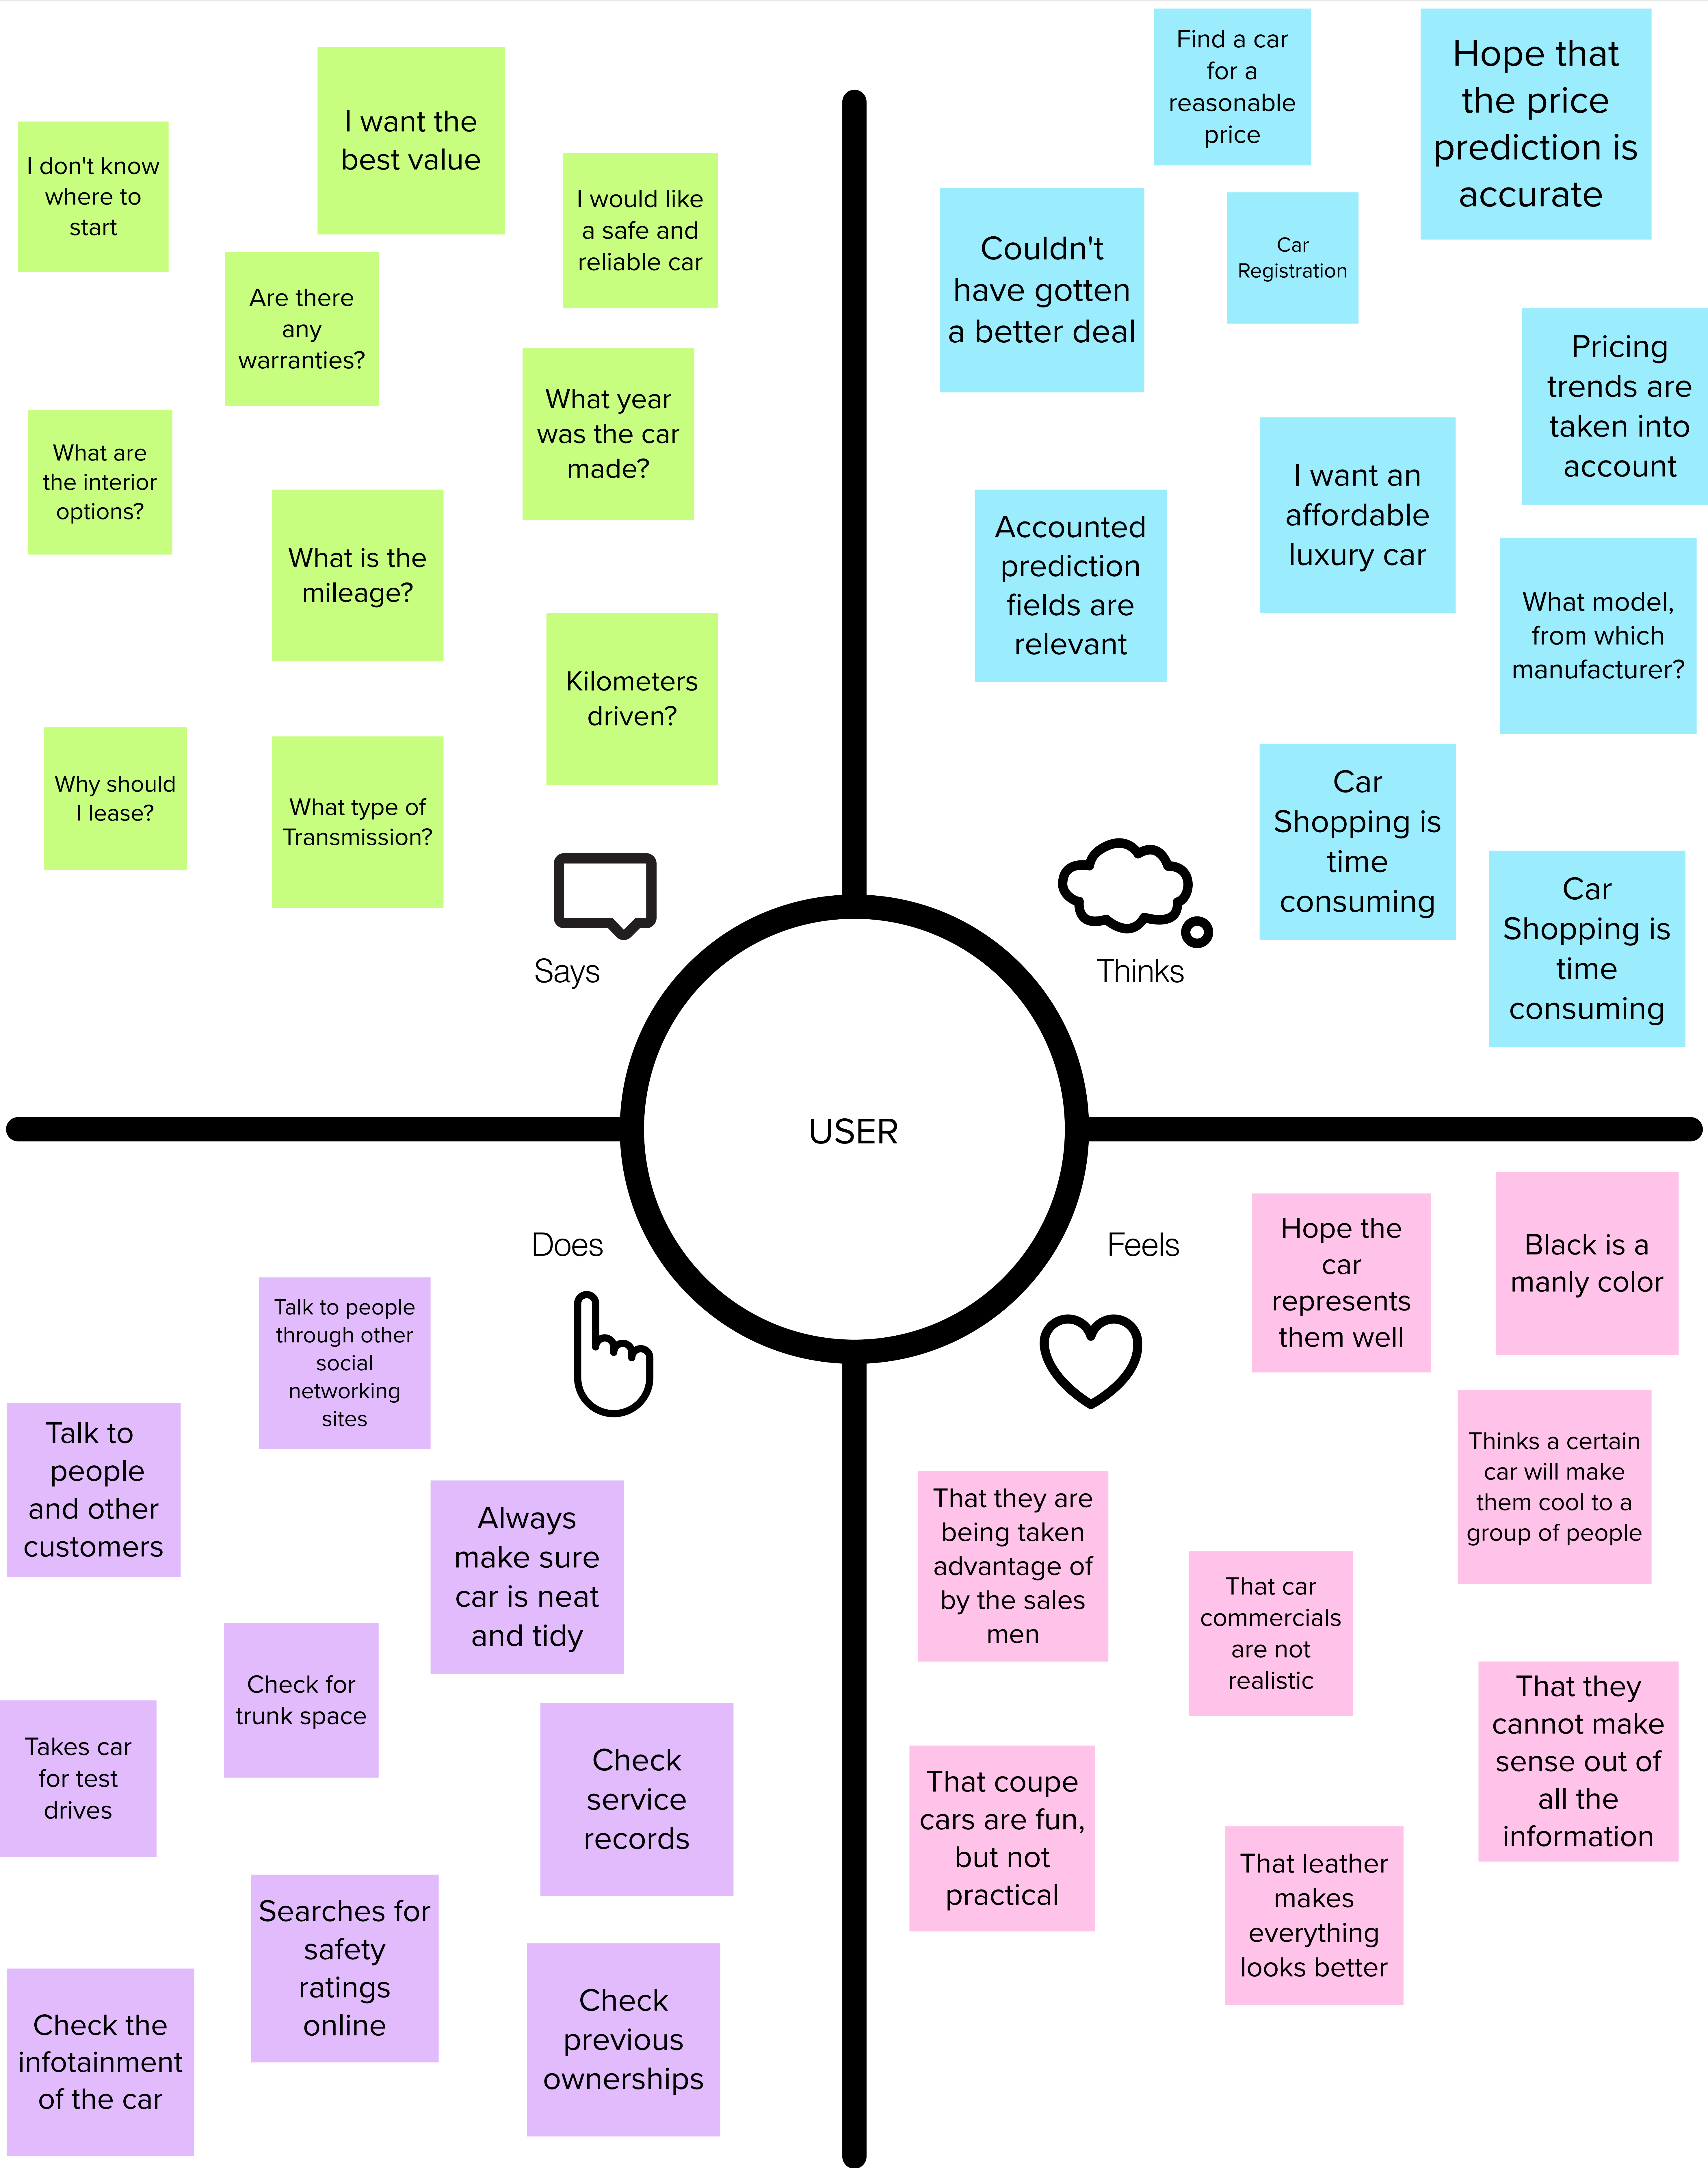 I don't know
where to
start
I want the
best value
I would like
a safe and
reliable car
Are there
any
warranties?
What year
was the car
made?
What are
the interior
options?
What is the
mileage?
Kilometers
driven?
Why should
I lease?
What type of
Transmission?
Says
Find a car
for a
reasonable
price
Hope that
the price
prediction is
accurate
Couldn't
have gotten
a better deal
Car
Registration
Pricing
trends are
taken into
account
I want an
affordable
luxury car
Accounted
prediction
fields are
relevant
What model,
from which
manufacturer?
Car
Shopping is
time
consuming
Car
Shopping is
time
consuming
Thinks
USER
Does
Talk to people
through other
social
networking
sites
Talk to
people
and other
customers
Always
make sure
car is neat
and tidy
Check for
trunk space
Takes car
for test
drives
Check
service
records
Searches for
safety
ratings
online
Check
previous
ownerships
Check the
infotainment
of the car
Feels
Hope the
car
represents
them well
Black is a
manly color
Thinks a certain
car will make
them cool to a
group of people
That they are
being taken
advantage of
by the sales
men
That car
commercials
are not
realistic
That they
cannot make
sense out of
all the
information
That coupe
cars are fun,
but not
practical
That leather
makes
everything
looks better